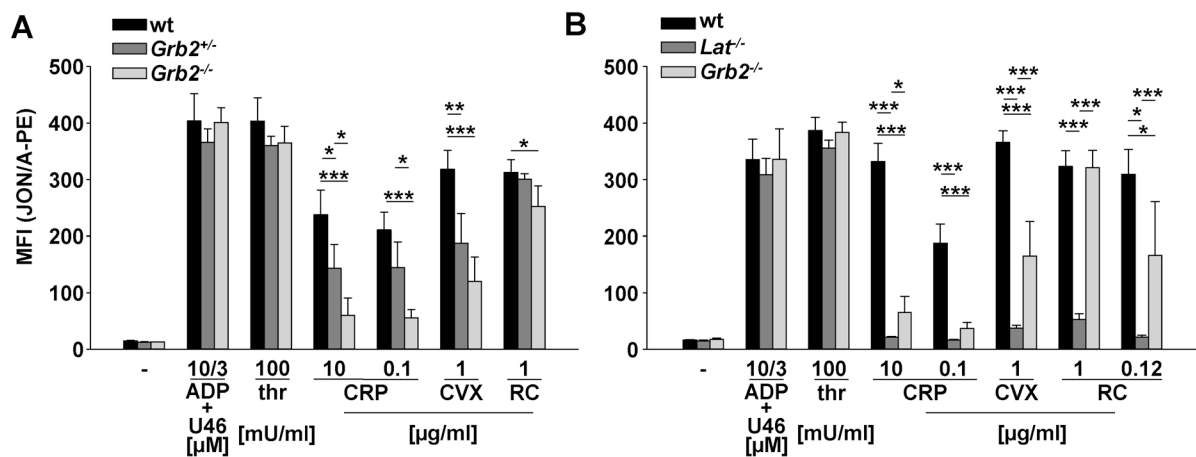 A
wt
Grb2+/-
Grb2-/-
MFI (JON/A-PE)
500
400
300
200
100
0
* * * *** * *** ** *** *
- 10/3 100 10 0.1 1 1
ADP + U46 [µM] thr CRP CVX RC
[mU/ml] [µg/ml]
B
wt
Lat-/-
Grb2-/-
500
400
300
200
100
0
* *** *** *** *** *** *** *** *** *** *** * *
- 10/3 100 10 0.1 1 1 0.12
ADP + U46 [µM] thr CRP CVX RC
[mU/ml] [µg/ml]